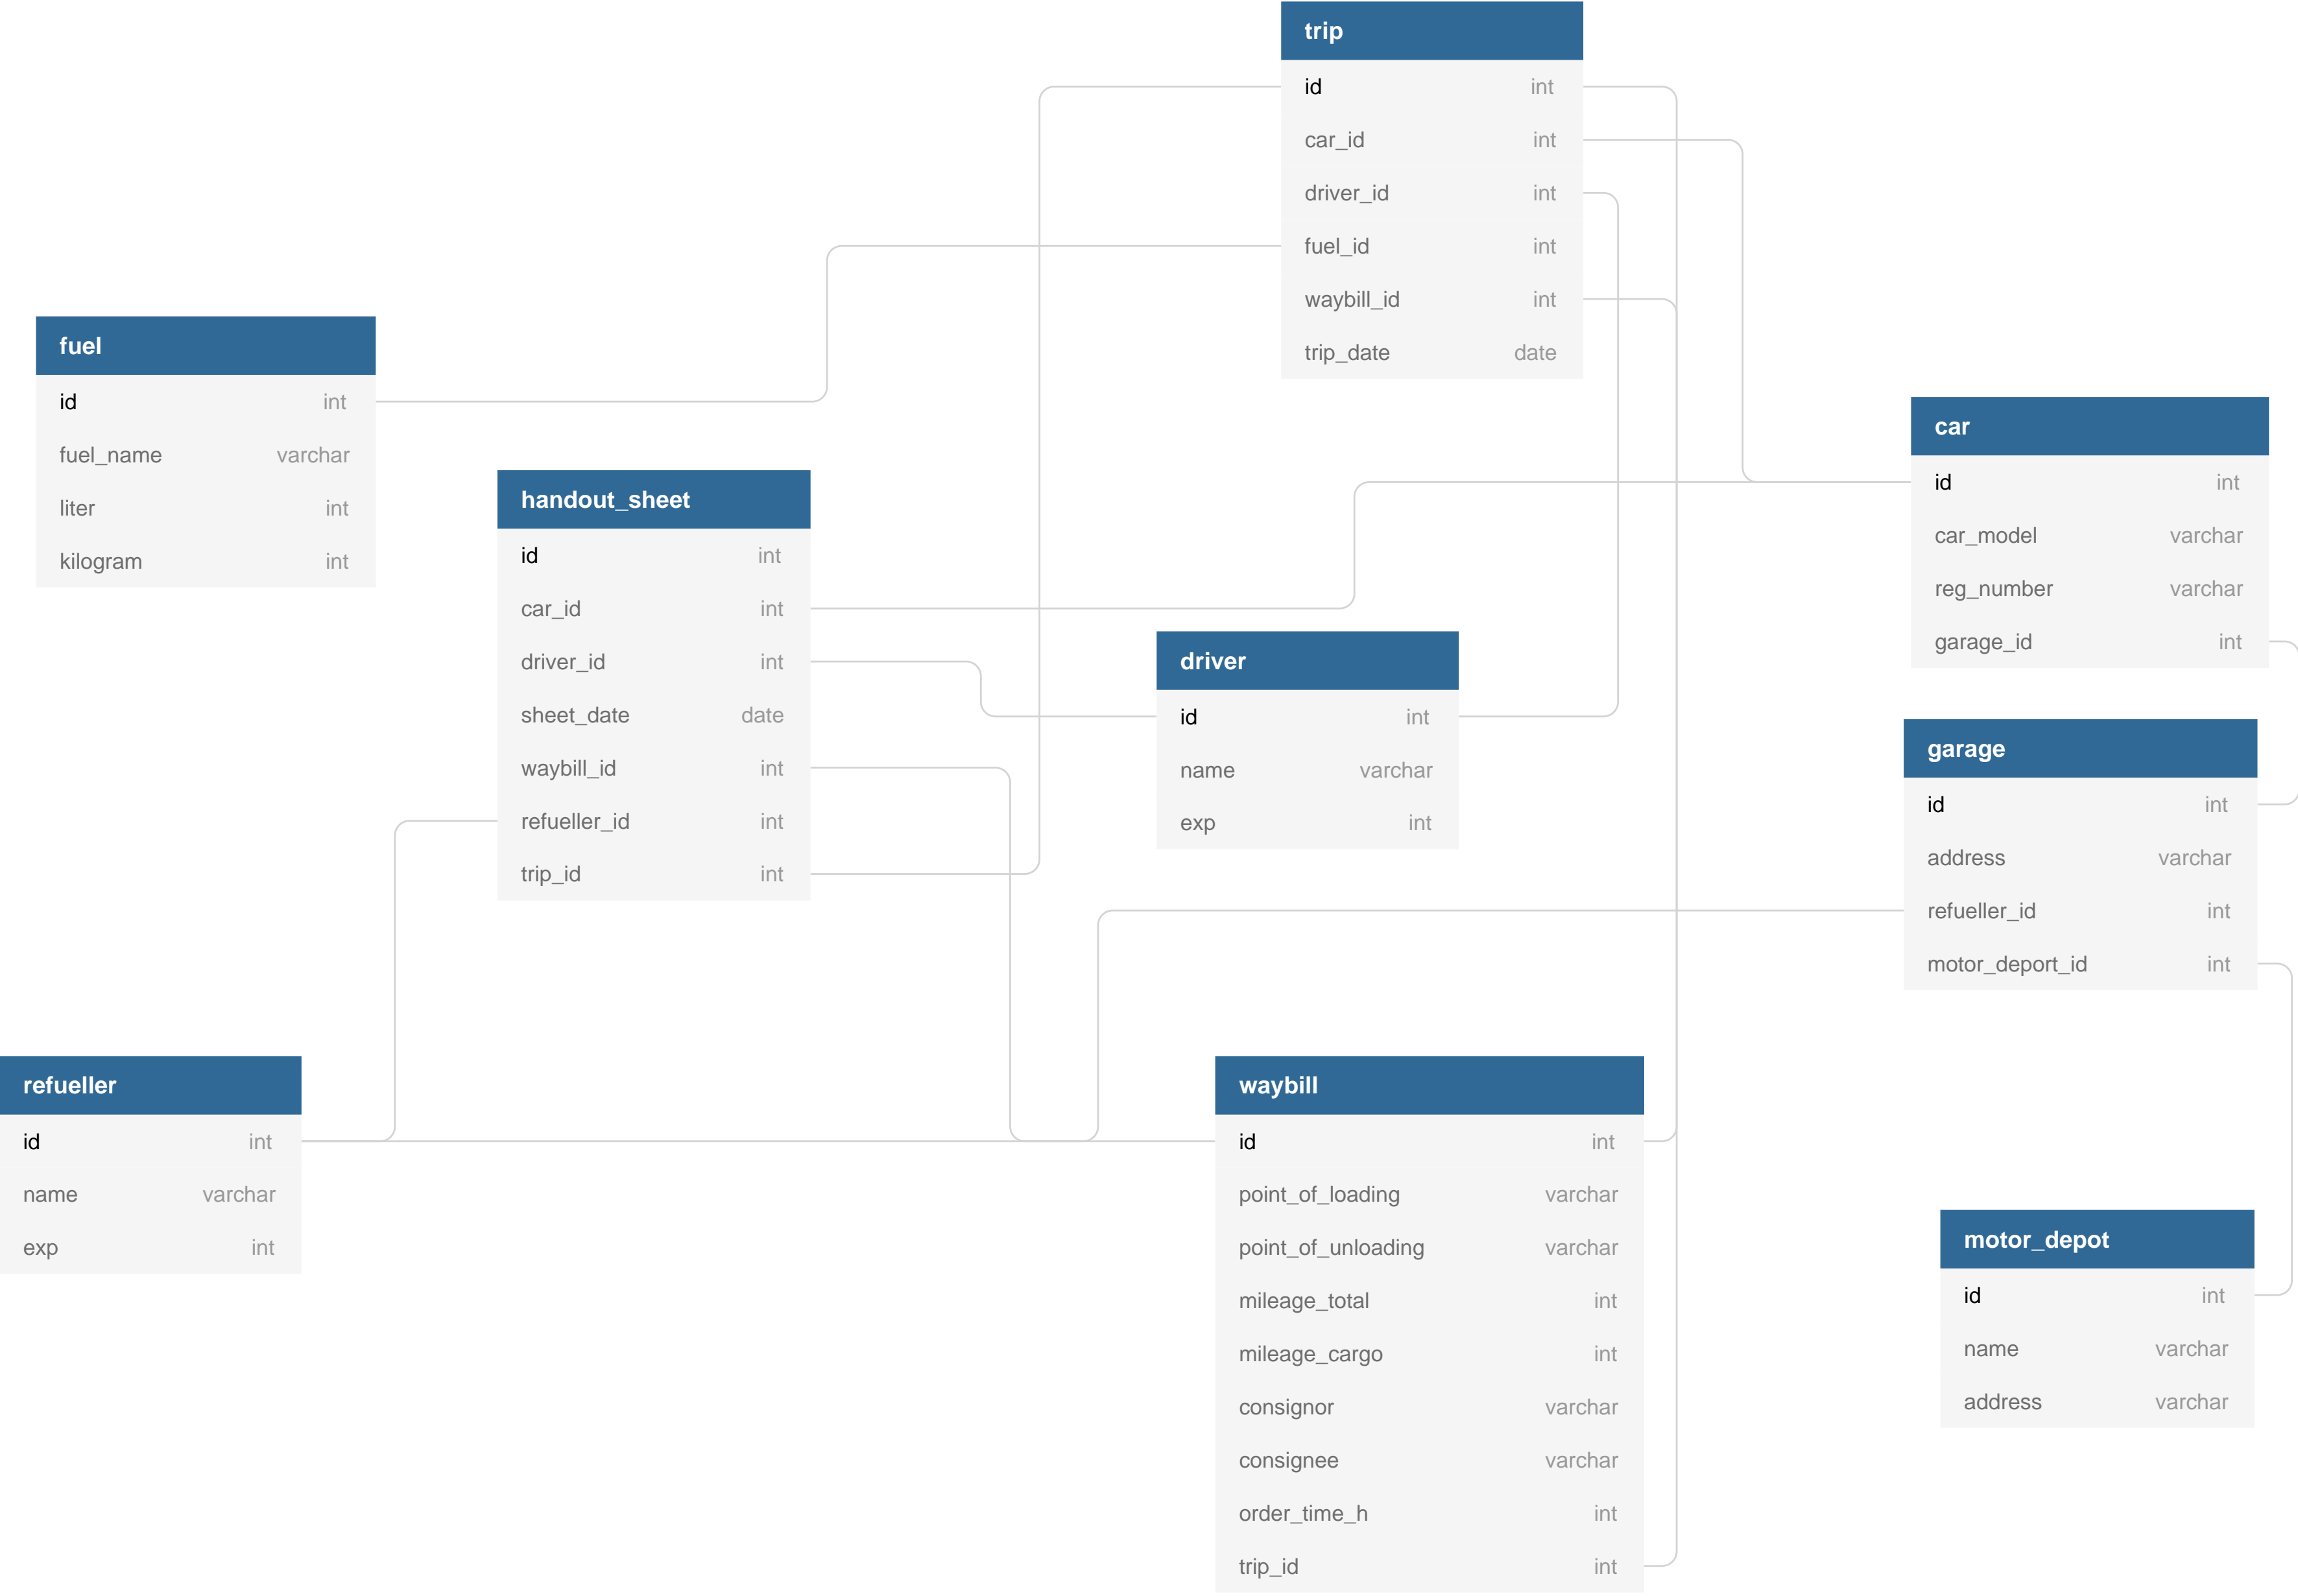 trip
id int
car_id int
driver_id int
fuel_id int
waybill_id int
trip_date date
fuel
id int
fuel_name varchar
liter int
kilogram int
handout_sheet
id int
car_id int
driver_id int
sheet_date date
waybill_id int
refueller_id int
trip_id int
car
id int
car_model varchar
reg_number varchar
garage_id int
driver
id int
name varchar
exp int
garage
id int
address varchar
refueller_id int
motor_deport_id int
refueller
id int
name varchar
exp int
waybill
id int
point_of_loading varchar
point_of_unloading varchar
mileage_total int
mileage_cargo int
consignor varchar
consignee varchar
order_time_h int
trip_id int
motor_depot
id int
name varchar
address varchar